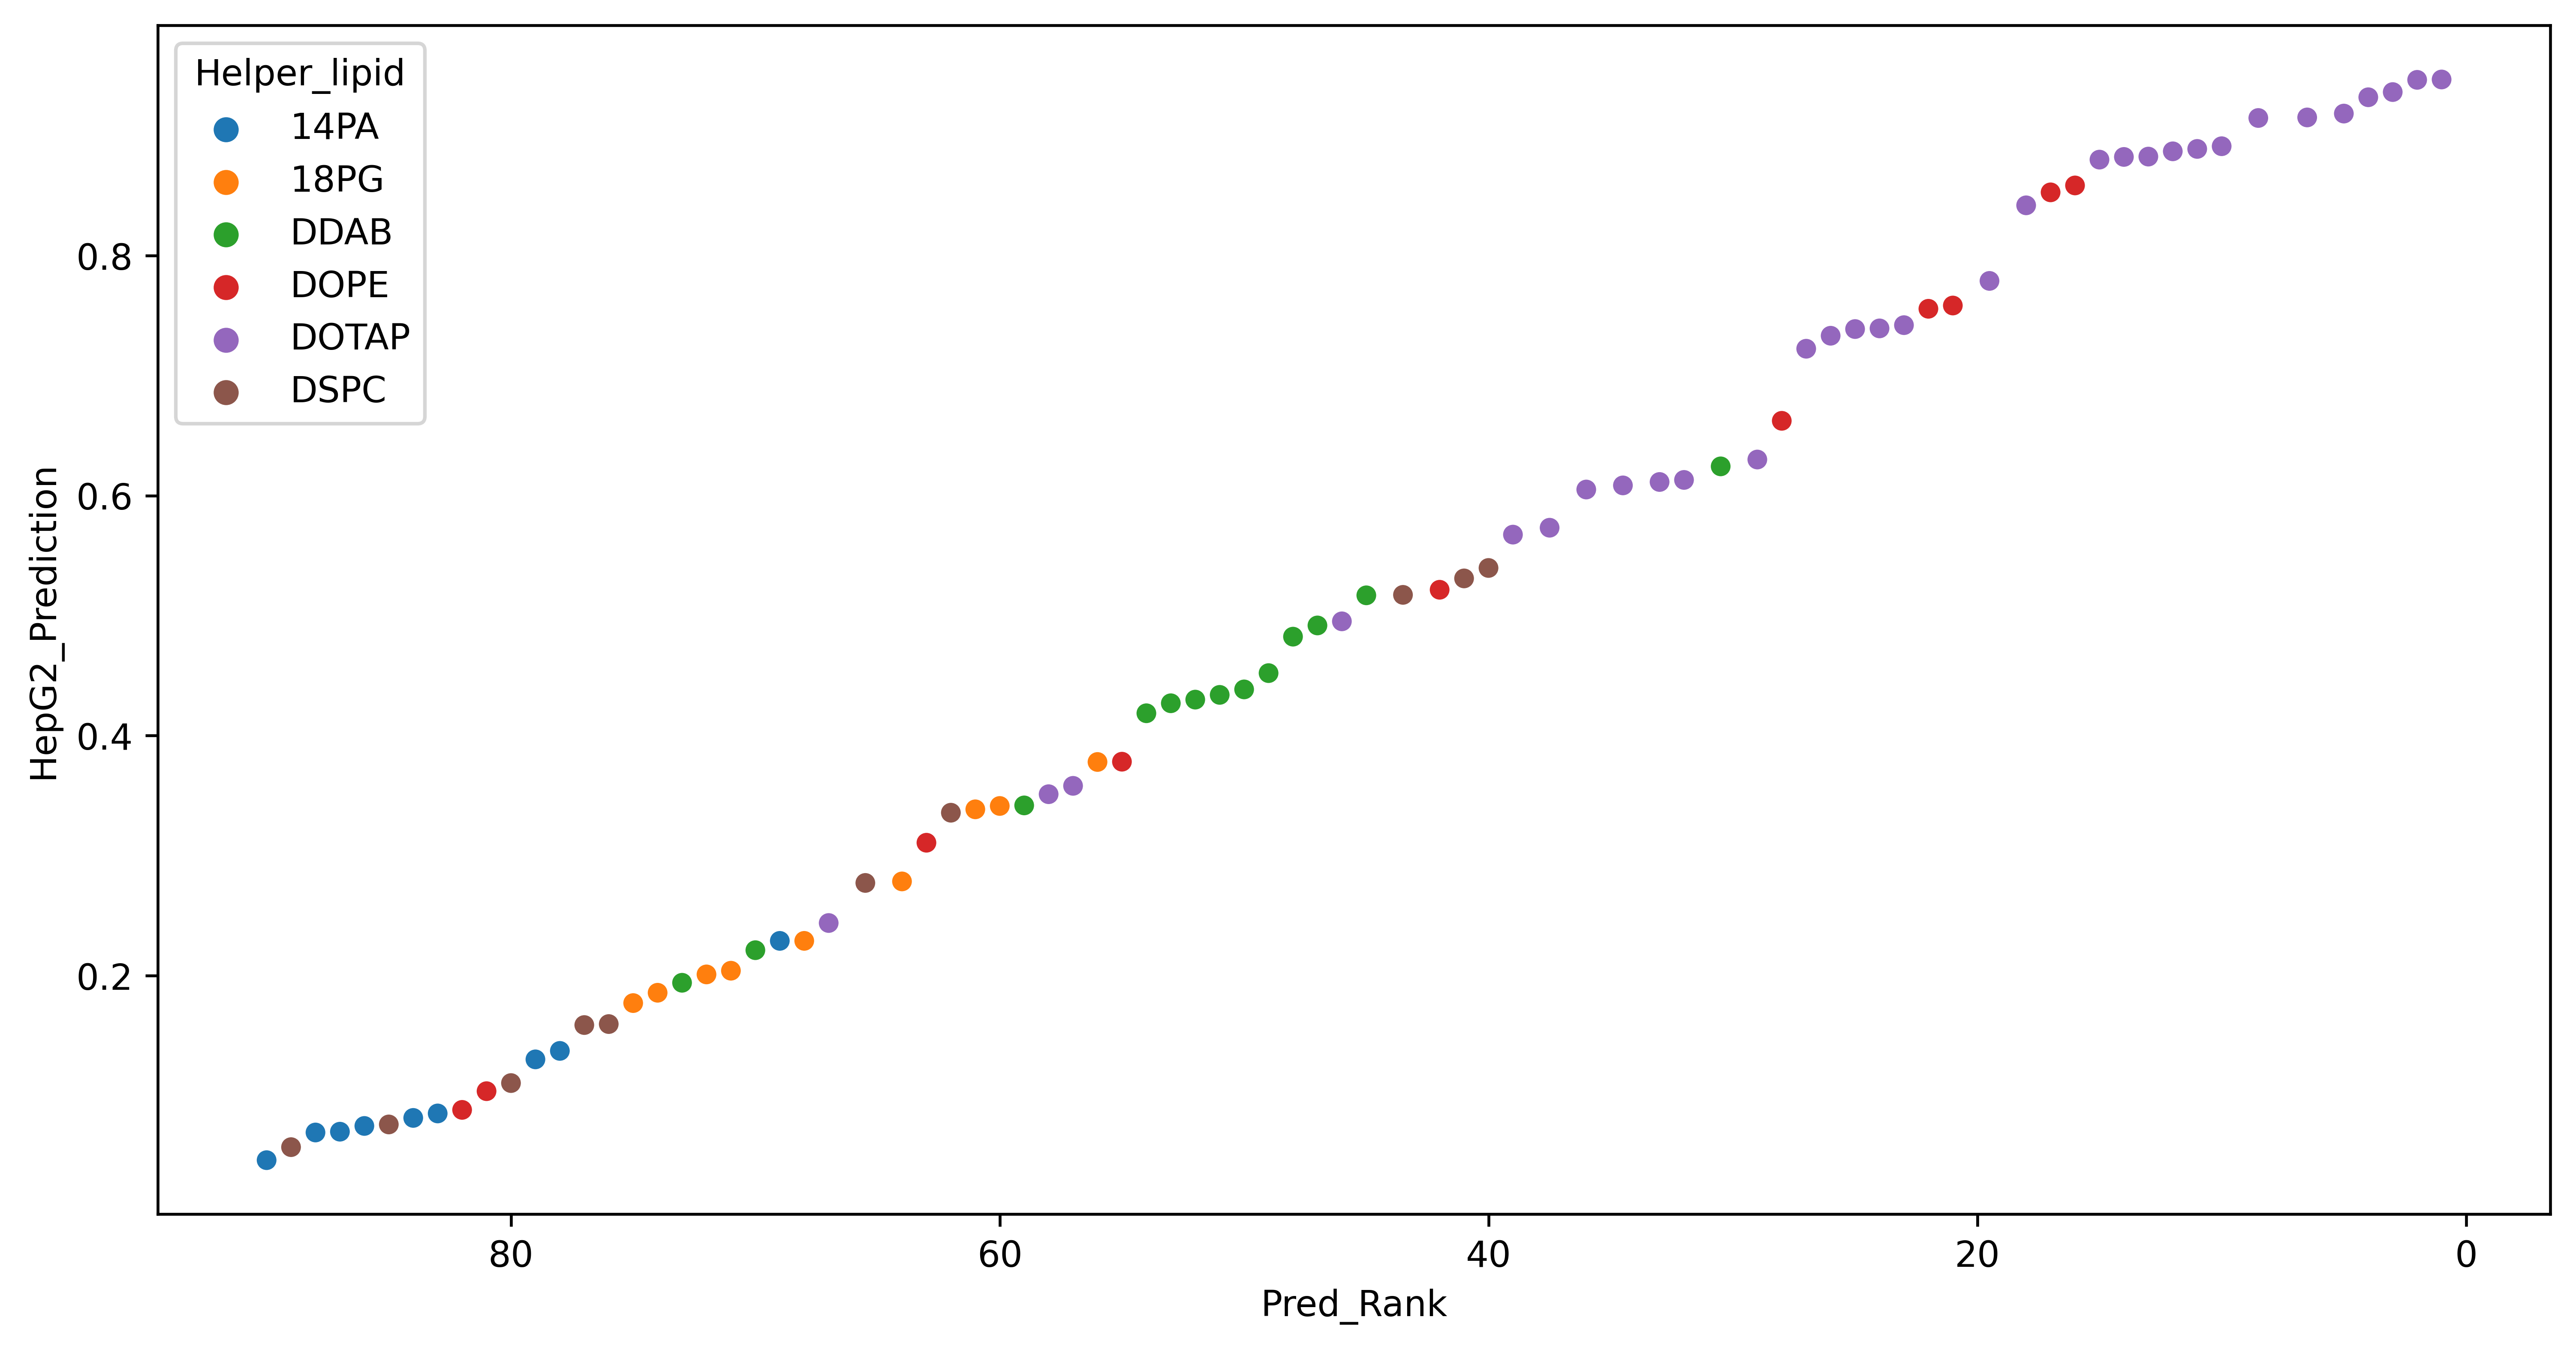 Helper_lipid
14PA
18PG
DDAB
DOPE
DOTAP
DSPC
HepG2_Prediction
0.8
0.6
0.4
0.2
80 60 40 20 0
Pred_Rank